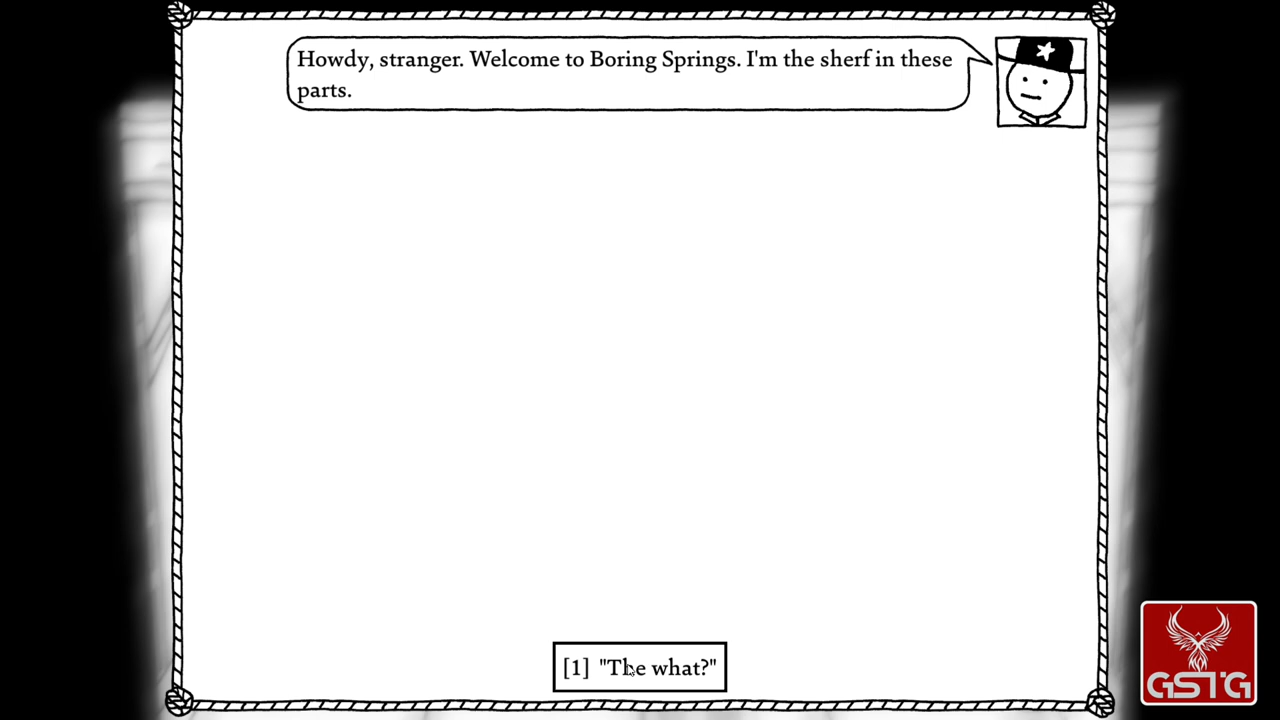 Howdy, stranger. Welcome to Boring Springs. I'm the sherf in these
parts.
[1] "The what?"
GSTG